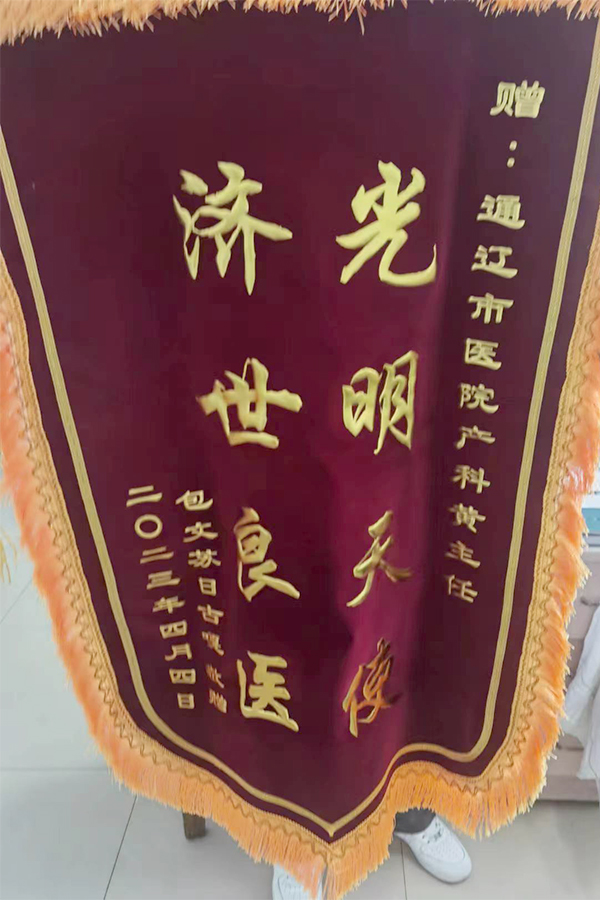 赠：通辽市医院产科黄主任
光明天使
济世良医
包文苏日古嘎 敬赠
二〇二三年四月四日